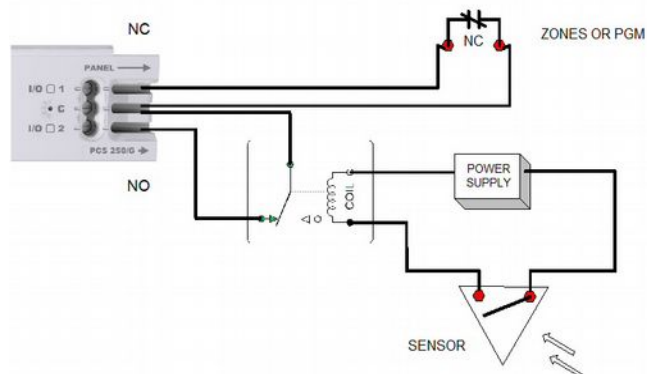 NC
ZONES OR PGM
NC
PANEL
I/O 1
C
I/O 2
PCS 250/G
NO
COIL
POWER
SUPPLY
SENSOR